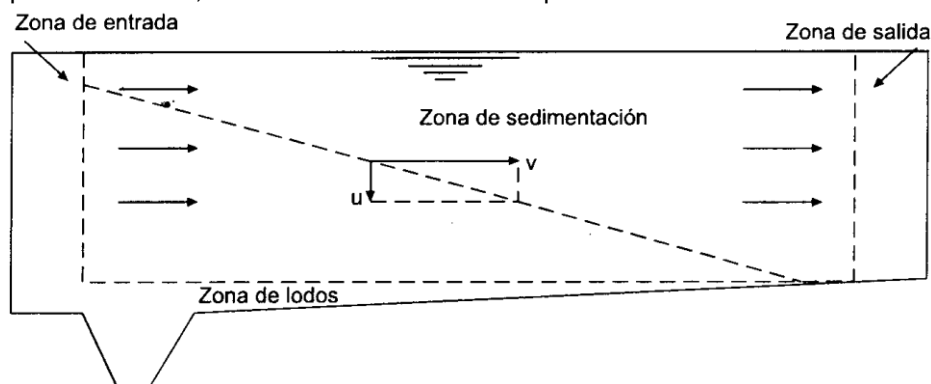 Zona de entrada
Zona de salida
Zona de sedimentación
v
u
Zona de lodos